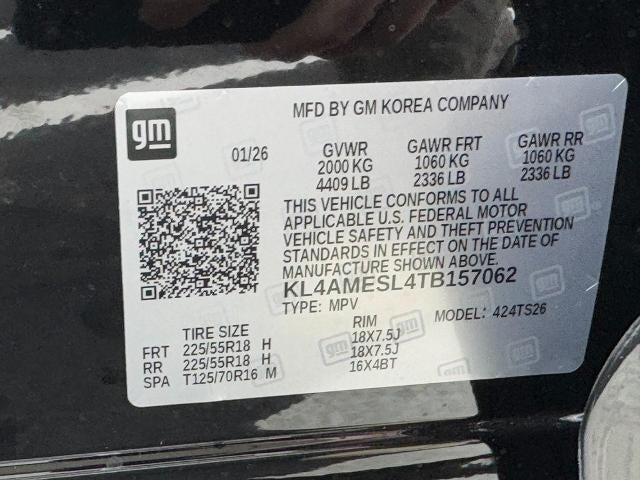 gm
MFD BY GM KOREA COMPANY
01/26 GVWR GAWR FRT GAWR RR
2000 KG 1060 KG 1060 KG
4409 LB 2336 LB 2336 LB
THIS VEHICLE CONFORMS TO ALL
APPLICABLE U.S. FEDERAL MOTOR
VEHICLE SAFETY AND THEFT PREVENTION
STANDARDS IN EFFECT ON THE DATE OF
MANUFACTURE SHOWN ABOVE.
KL4AMESL4TB157062
TYPE: MPV MODEL: 424TS26
TIRE SIZE RIM
FRT 225/55R18 H 18X7.5J
RR 225/55R18 H 18X7.5J
SPA T125/70R16 M 16X4BT